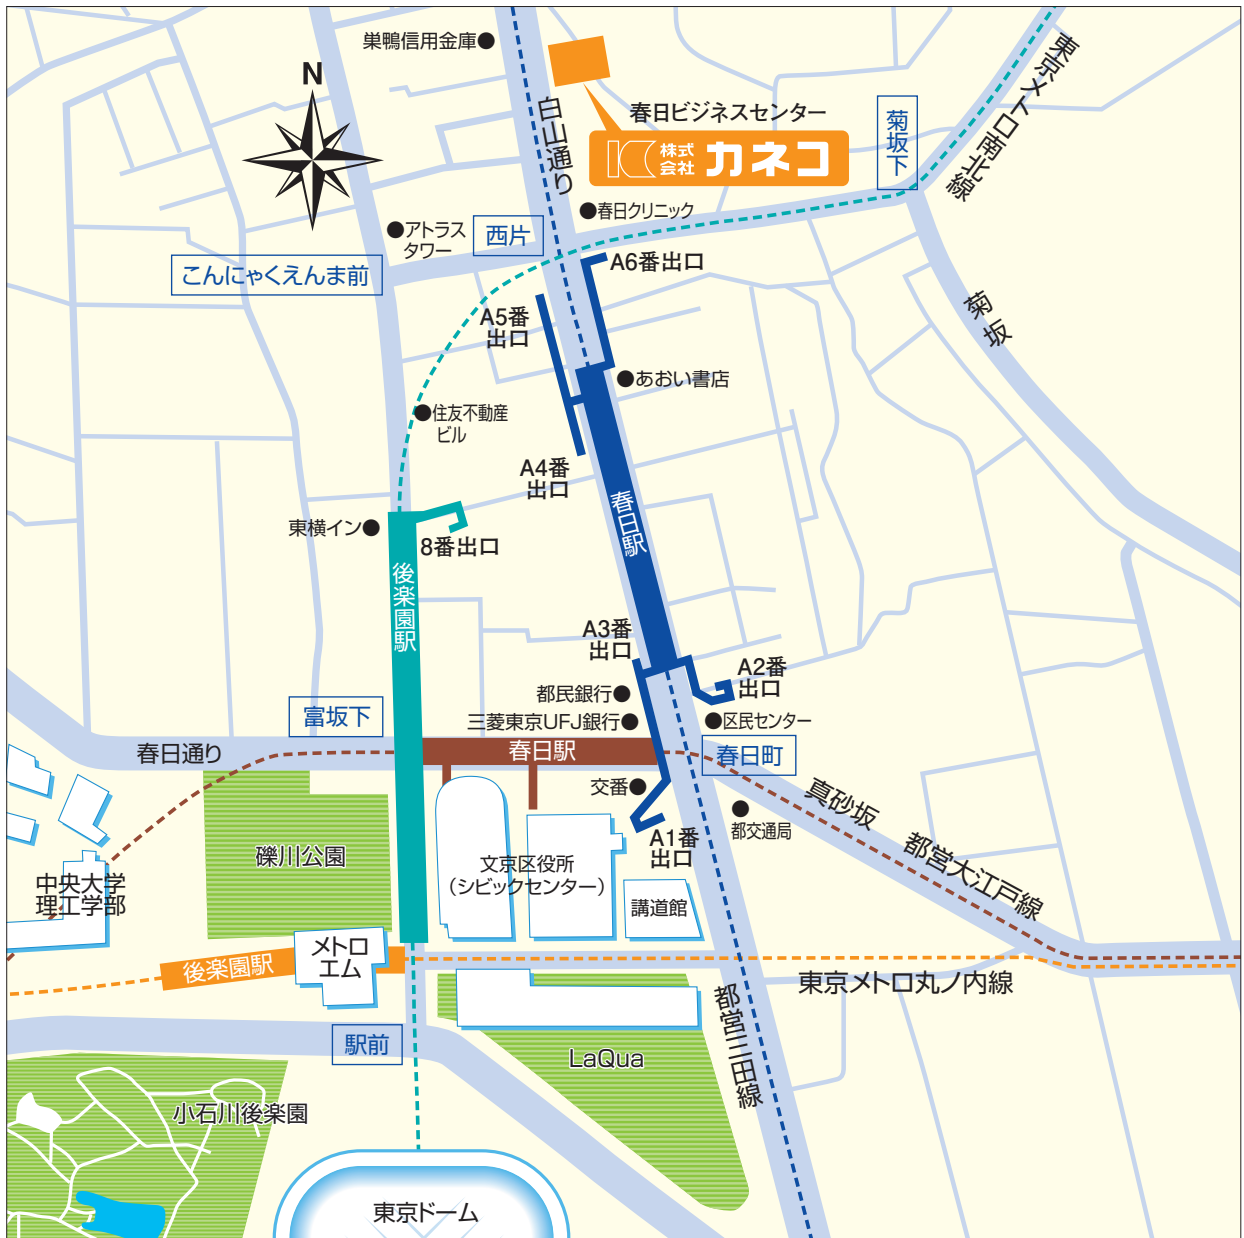 巣鴨信用金庫
N
白山通り
春日ビジネスセンター
株式
会社
カネコ
菊坂下
東京メトロ南北線
春日クリニック
アトラス
タワー
西片
こんにゃくえんま前
A6番出口
A5番
出口
菊坂
あおい書店
住友不動産
ビル
A4番
出口
春日駅
東横イン
8番出口
後楽園駅
A3番
出口
A2番
出口
都民銀行
三菱東京UFJ銀行
区民センター
富坂下
春日通り
春日駅
春日町
交番
真砂坂
都営大江戸線
都交通局
A1番
出口
礫川公園
文京区役所
(シビックセンター)
中央大学
理工学部
講道館
メトロ
エム
後楽園駅
東京メトロ丸ノ内線
都営三田線
駅前
LaQua
小石川後楽園
東京ドーム